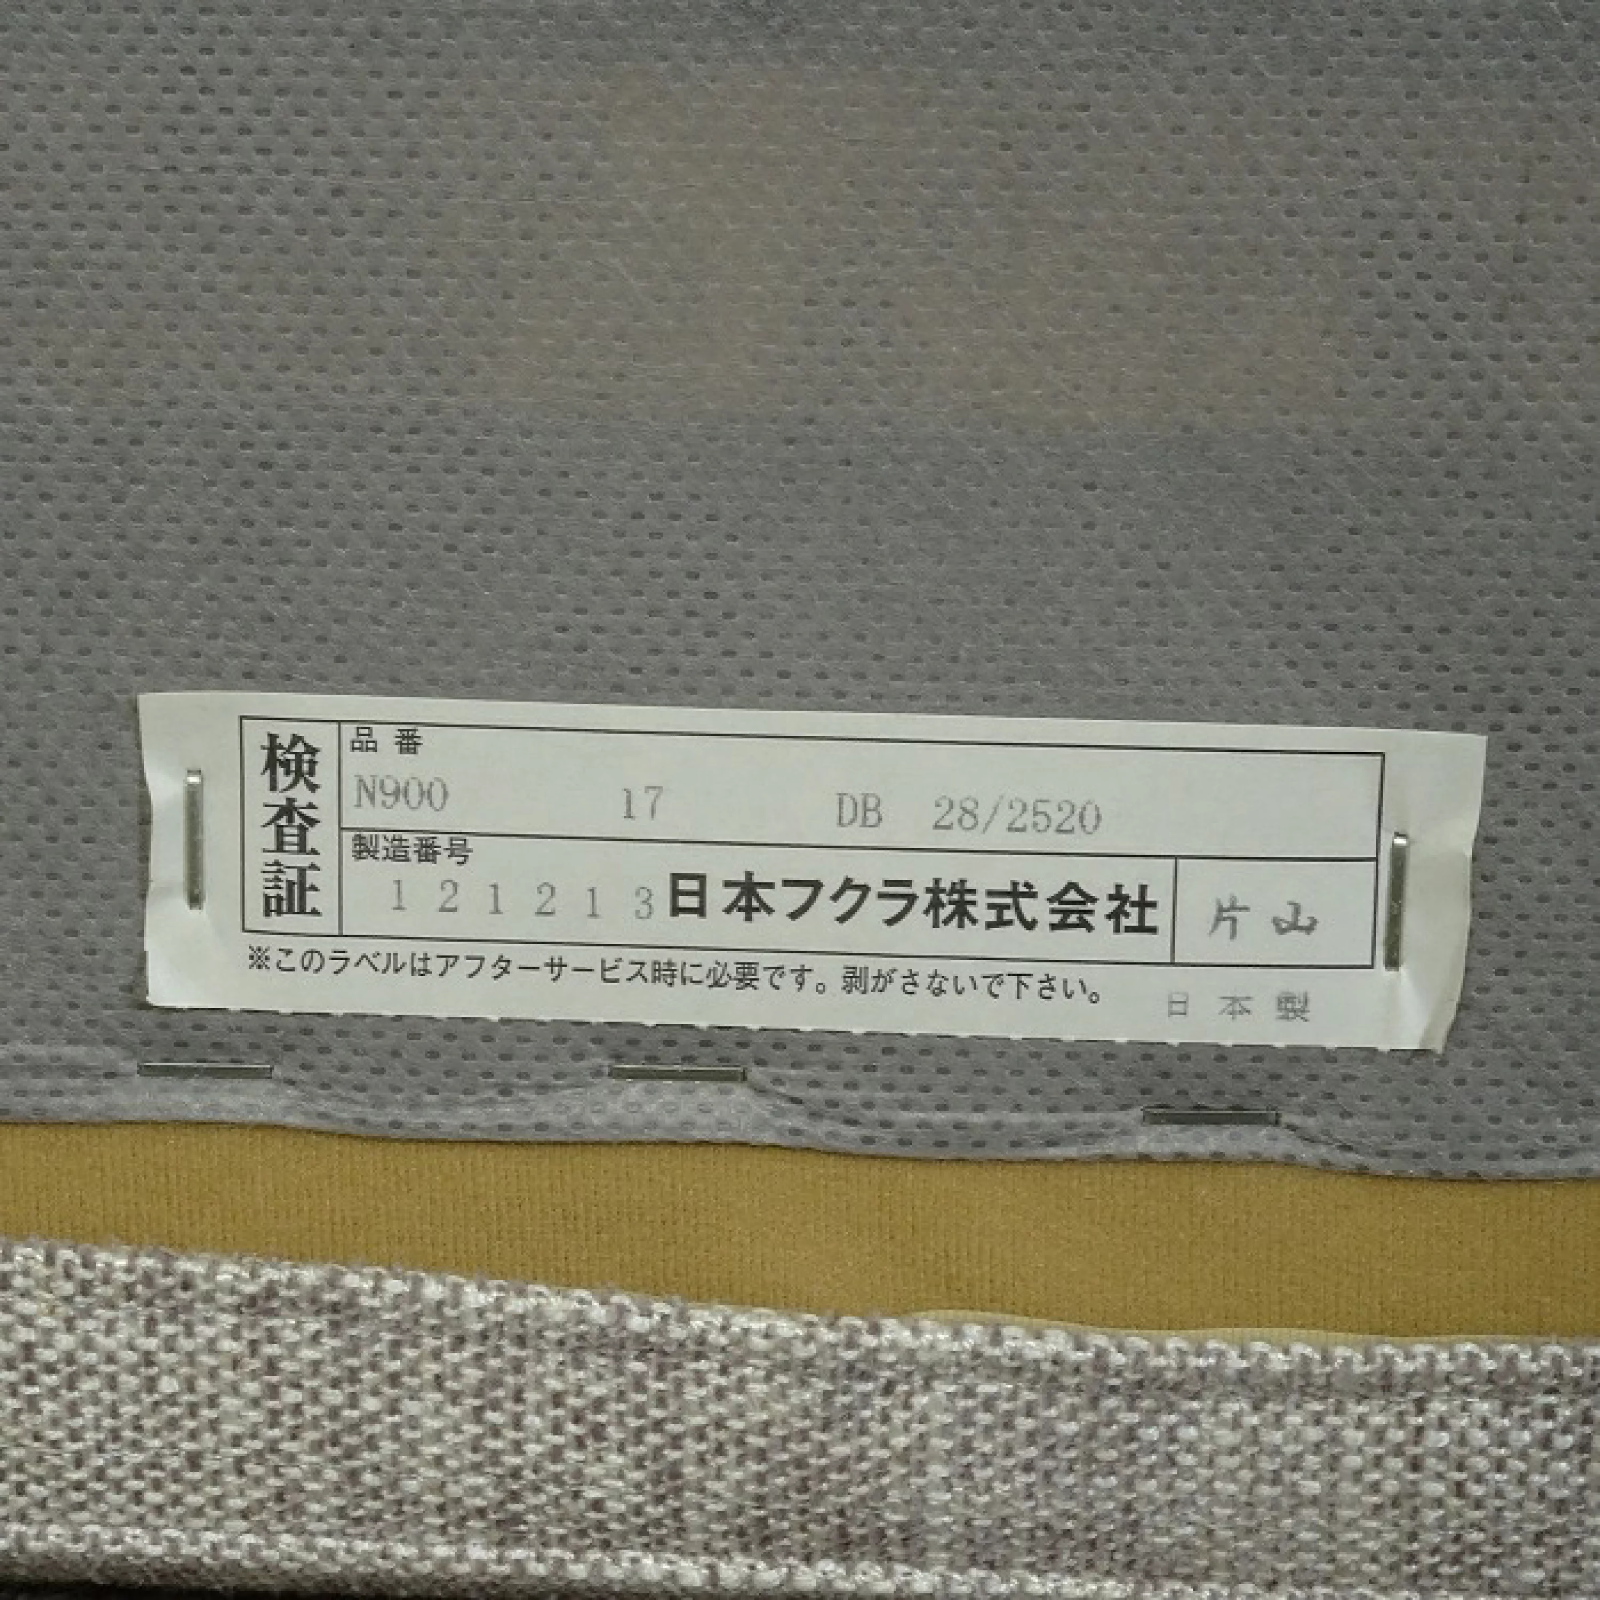 検査証
品番
N900 17 DB 28/2520
製造番号
121213 日本フクラ株式会社 片山
※このラベルはアフターサービス時に必要です。剥がさないで下さい。
日本製